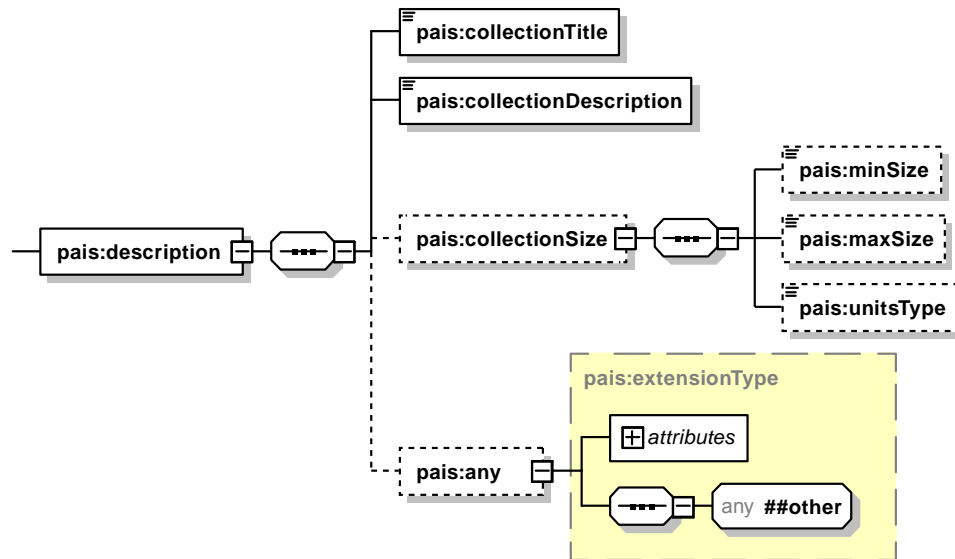 pais:collectionTitle
pais:collectionDescription
pais:minSize
pais:description
pais:collectionSize
pais:maxSize
pais:unitsType
pais:extensionType
attributes
pais:any
any ##other